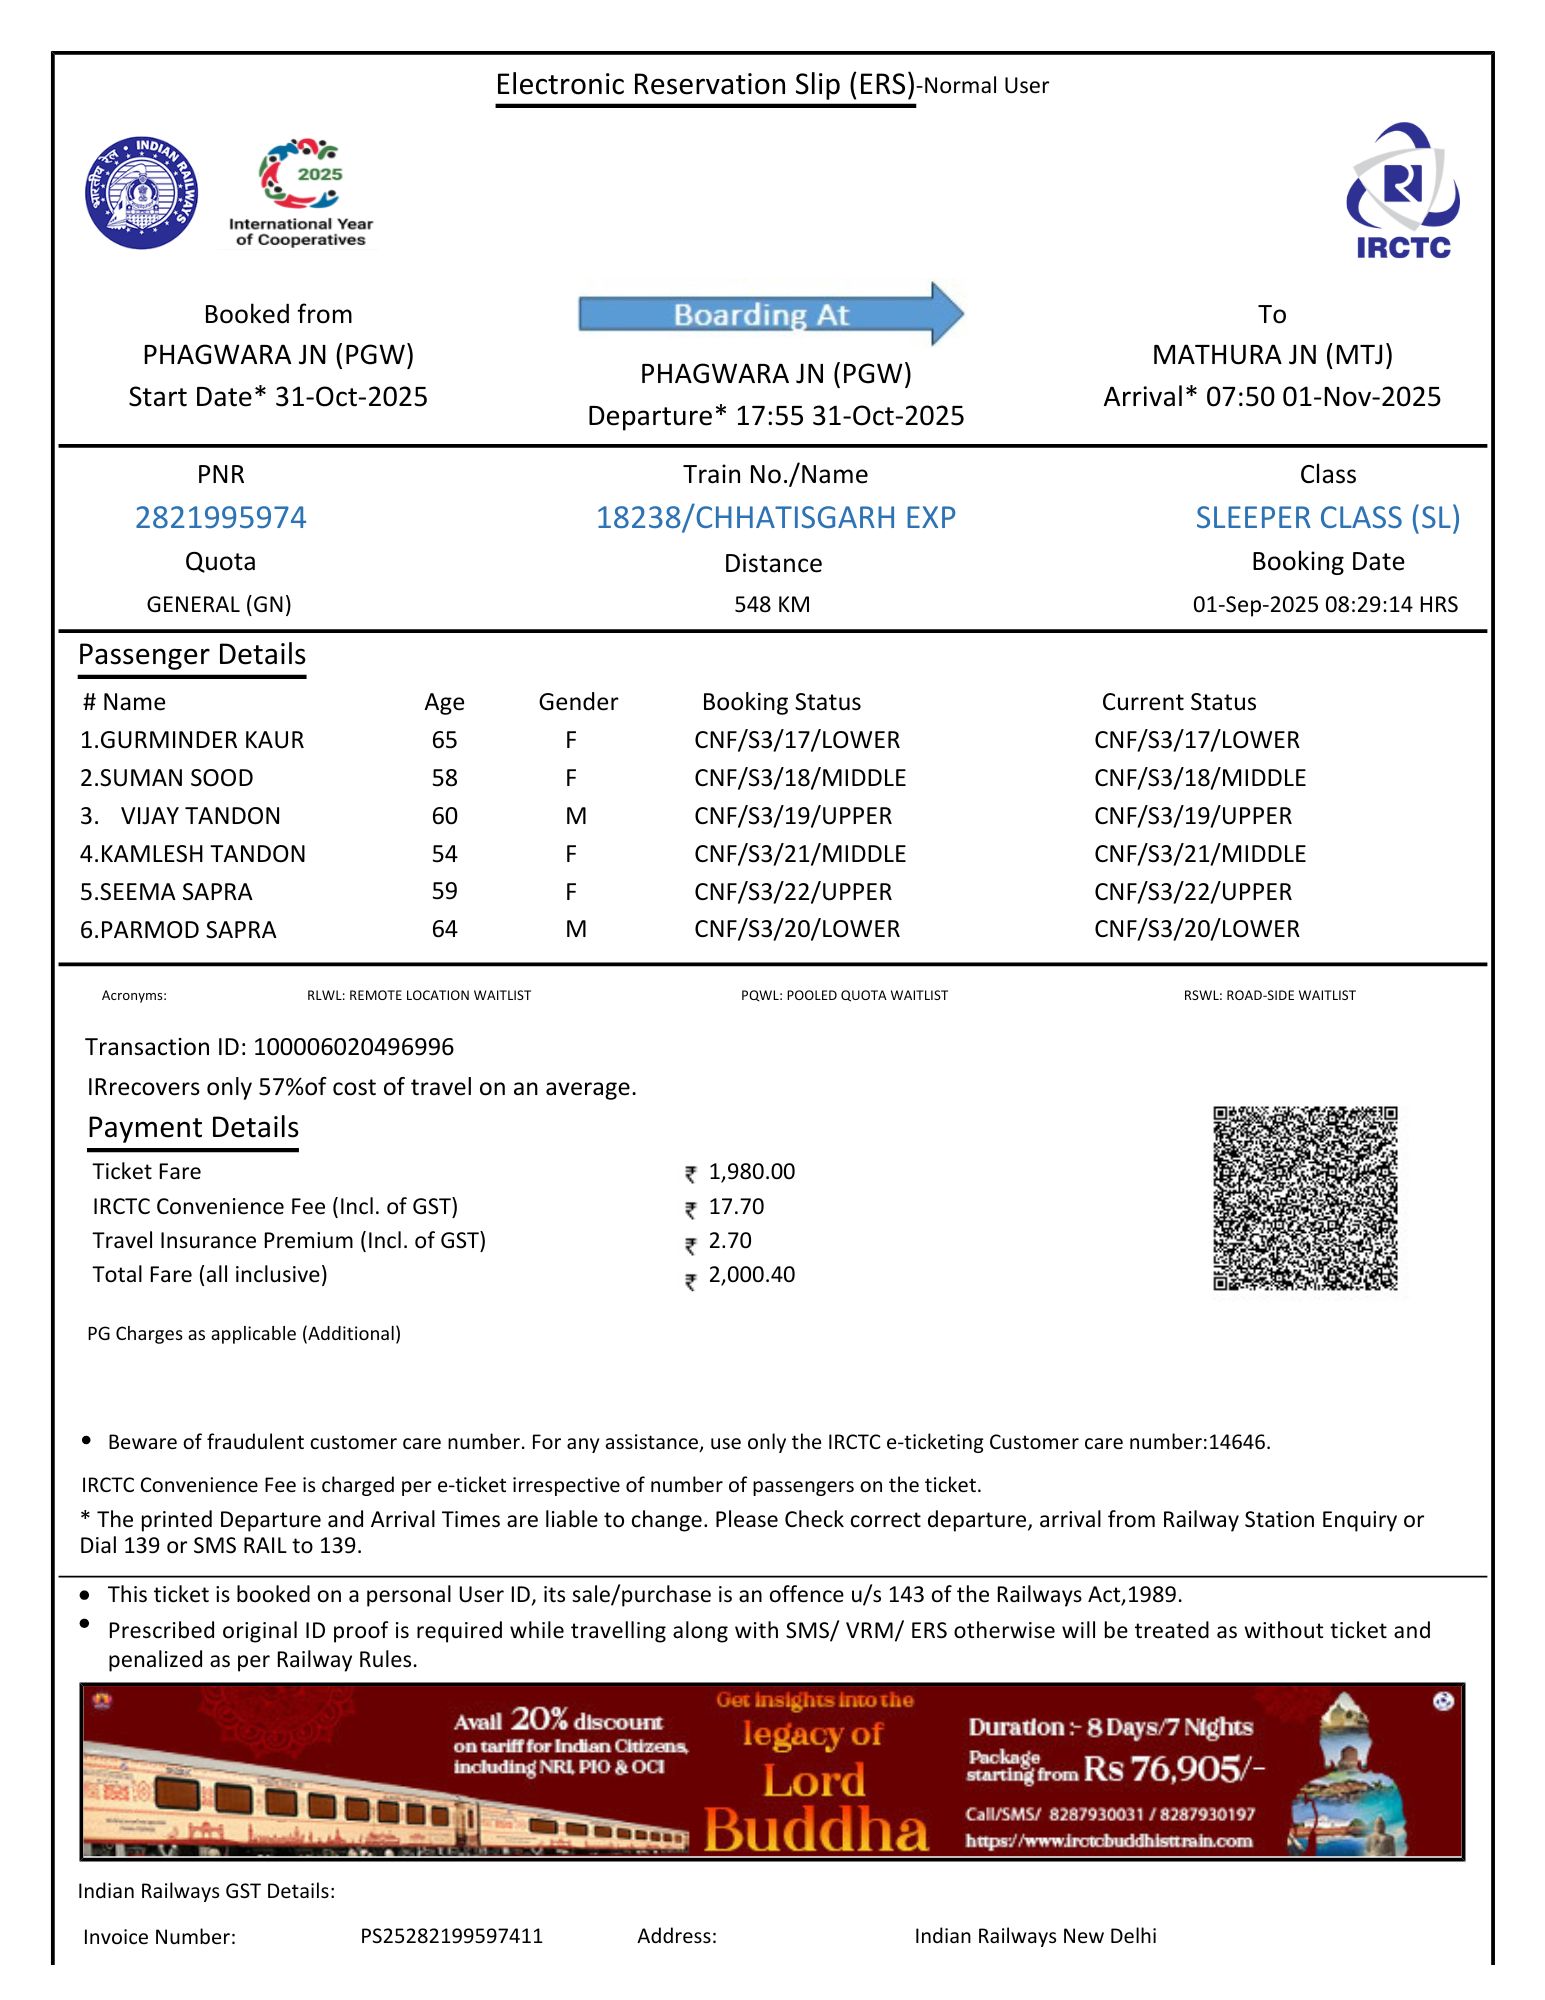 Electronic Reservation Slip (ERS)-Normal User
भारतीय रेल • INDIAN RAILWAYS
2025
International Year
of Cooperatives
IRCTC
Booked from
PHAGWARA JN (PGW)
Start Date* 31-Oct-2025
Boarding At
PHAGWARA JN (PGW)
Departure* 17:55 31-Oct-2025
To
MATHURA JN (MTJ)
Arrival* 07:50 01-Nov-2025
PNR Train No./Name Class
2821995974 18238/CHHATISGARH EXP SLEEPER CLASS (SL)
Quota Distance Booking Date
GENERAL (GN) 548 KM 01-Sep-2025 08:29:14 HRS
Passenger Details
# Name Age Gender Booking Status Current Status
1.GURMINDER KAUR 65 F CNF/S3/17/LOWER CNF/S3/17/LOWER
2.SUMAN SOOD 58 F CNF/S3/18/MIDDLE CNF/S3/18/MIDDLE
3. VIJAY TANDON 60 M CNF/S3/19/UPPER CNF/S3/19/UPPER
4.KAMLESH TANDON 54 F CNF/S3/21/MIDDLE CNF/S3/21/MIDDLE
5.SEEMA SAPRA 59 F CNF/S3/22/UPPER CNF/S3/22/UPPER
6.PARMOD SAPRA 64 M CNF/S3/20/LOWER CNF/S3/20/LOWER
Acronyms: RLWL: REMOTE LOCATION WAITLIST PQWL: POOLED QUOTA WAITLIST RSWL: ROAD-SIDE WAITLIST
Transaction ID: 100006020496996
IRrecovers only 57%of cost of travel on an average.
Payment Details
Ticket Fare ₹ 1,980.00
IRCTC Convenience Fee (Incl. of GST) ₹ 17.70
Travel Insurance Premium (Incl. of GST) ₹ 2.70
Total Fare (all inclusive) ₹ 2,000.40
PG Charges as applicable (Additional)
• Beware of fraudulent customer care number. For any assistance, use only the IRCTC e-ticketing Customer care number:14646.
IRCTC Convenience Fee is charged per e-ticket irrespective of number of passengers on the ticket.
* The printed Departure and Arrival Times are liable to change. Please Check correct departure, arrival from Railway Station Enquiry or
Dial 139 or SMS RAIL to 139.
• This ticket is booked on a personal User ID, its sale/purchase is an offence u/s 143 of the Railways Act,1989.
• Prescribed original ID proof is required while travelling along with SMS/ VRM/ ERS otherwise will be treated as without ticket and
penalized as per Railway Rules.
Avail 20% discount
on tariff for Indian Citizens,
including NRI, PIO & OCI
Get insights into the
legacy of
Lord
Buddha
Duration :- 8 Days/7 Nights
Package
starting from Rs 76,905/-
Call/SMS/ 8287930031 / 8287930197
https://www.irctcbuddhisttrain.com
Indian Railways GST Details:
Invoice Number: PS25282199597411 Address: Indian Railways New Delhi